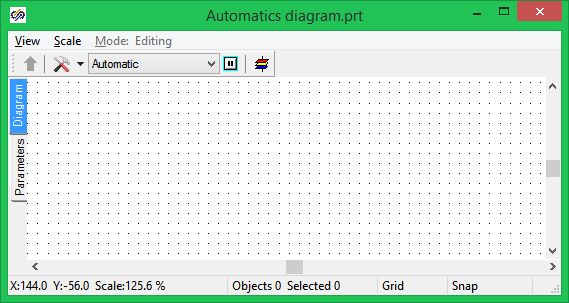 Automatics diagram.prt
View Scale Mode: Editing
Automatic
Diagram
Parameters
X:144.0 Y:-56.0 Scale:125.6 % Objects 0 Selected 0 Grid Snap